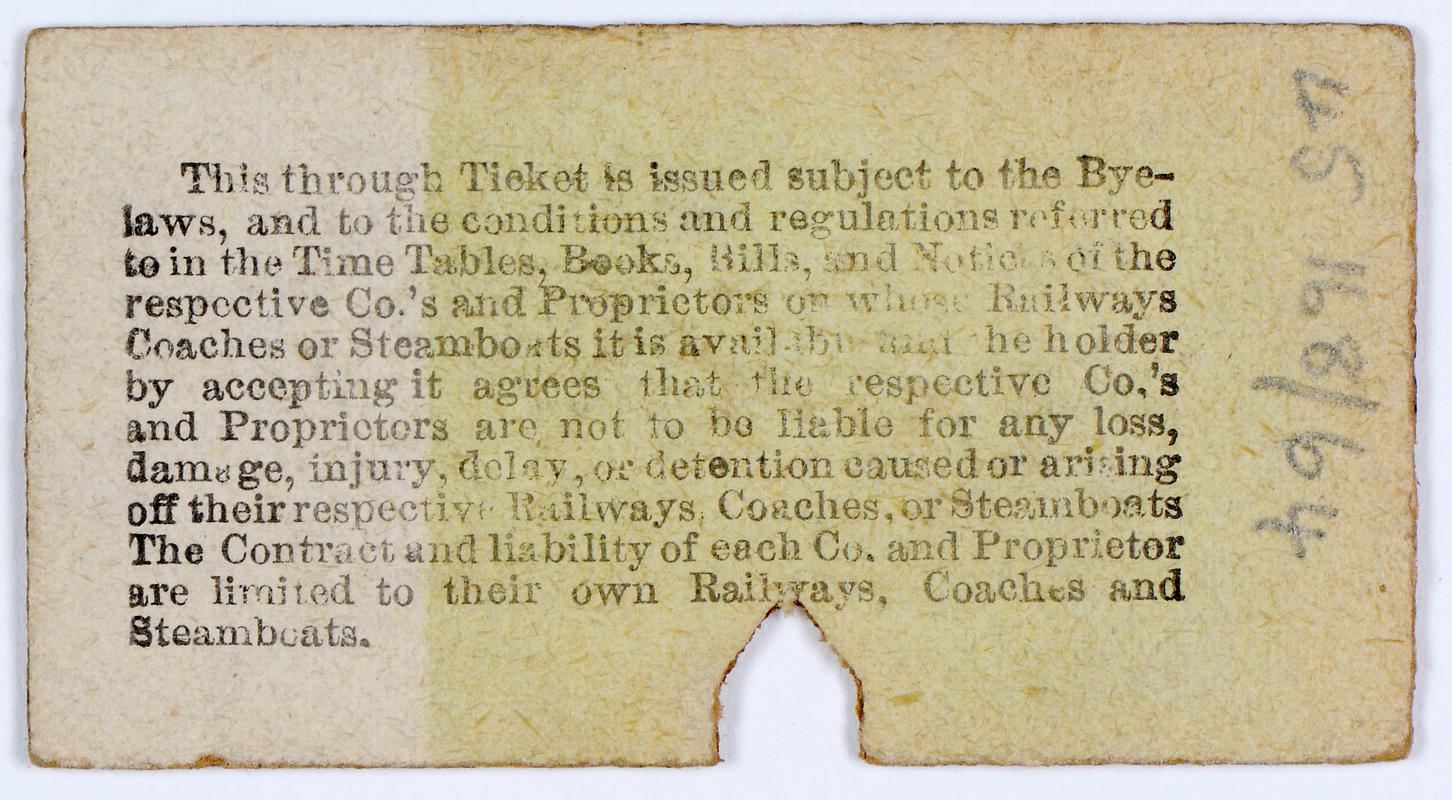 This through Ticket is issued subject to the Bye-
laws, and to the conditions and regulations referred
to in the Time Tables, Books, Bills, and Notices of the
respective Co.'s and Proprietors on whose Railways
Coaches or Steamboats it is available and the holder
by accepting it agrees that the respective Co.'s
and Proprietors are not to be liable for any loss,
damage, injury, delay, or detention caused or arising
off their respective Railways, Coaches, or Steamboats
The Contract and liability of each Co. and Proprietor
are limited to their own Railways, Coaches and
Steamboats.